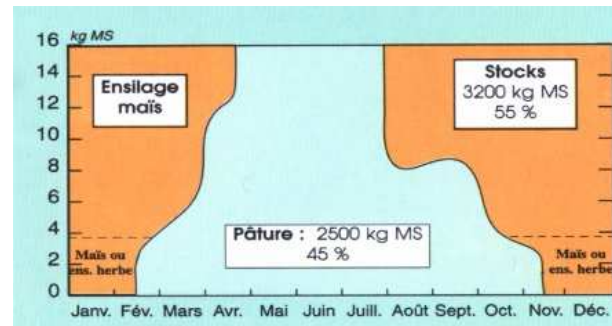 kg MS
16
14
12
10
8
6
4
2
0
Ensilage
maïs
Stocks
3200 kg MS
55 %
Pâture : 2500 kg MS
45 %
Maïs ou
ens. herbe
Maïs ou
ens. herbe
Janv. Fév. Mars Avr. Mai Juin Juill. Août Sept. Oct. Nov. Déc.